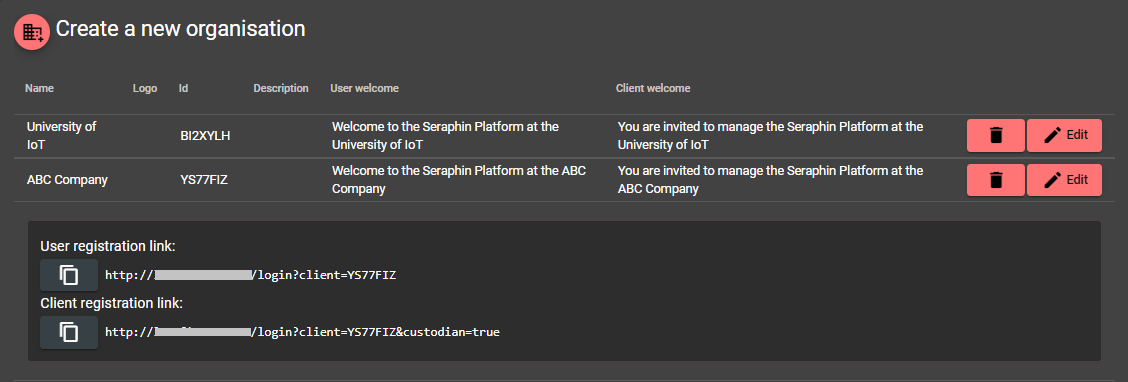 Create a new organisation
Name Logo Id Description User welcome Client welcome
University of IoT BI2XYLH Welcome to the Seraphin Platform at the University of IoT You are invited to manage the Seraphin Platform at the University of IoT Edit
ABC Company YS77FIZ Welcome to the Seraphin Platform at the ABC Company You are invited to manage the Seraphin Platform at the ABC Company Edit
User registration link:
http:// /login?client=YS77FIZ
Client registration link:
http:// /login?client=YS77FIZ&custodian=true